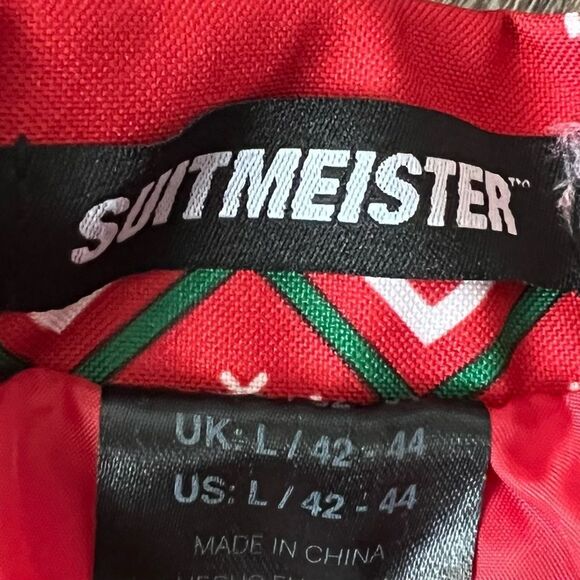 SUITMEISTER™
UK: L / 42 - 44
US: L / 42 - 44
MADE IN CHINA